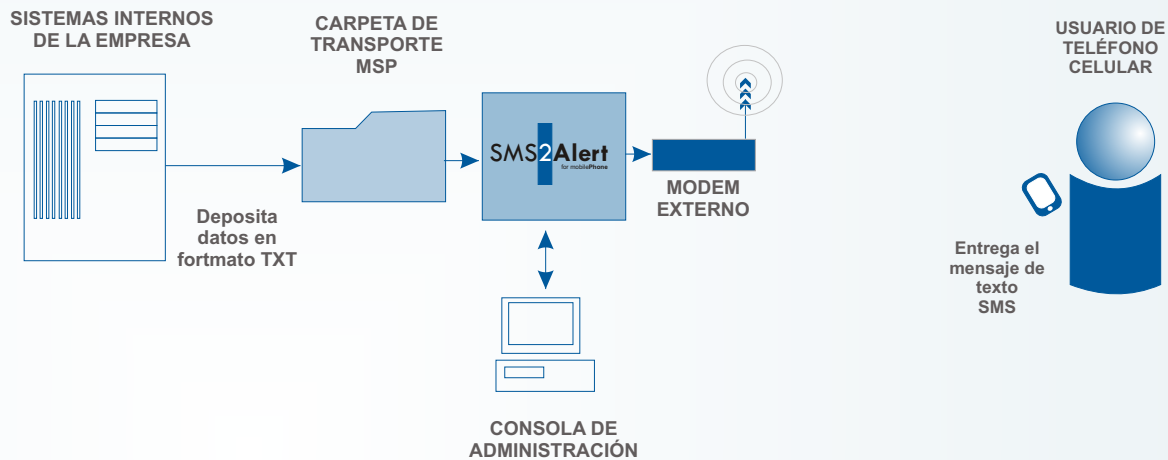 SISTEMAS INTERNOS
DE LA EMPRESA
CARPETA DE
TRANSPORTE
MSP
USUARIO DE
TELÉFONO
CELULAR
SMS2Alert
for mobilePhone
Deposita
datos en
fortmato TXT
MODEM
EXTERNO
Entrega el
mensaje de
texto
SMS
CONSOLA DE
ADMINISTRACIÓN